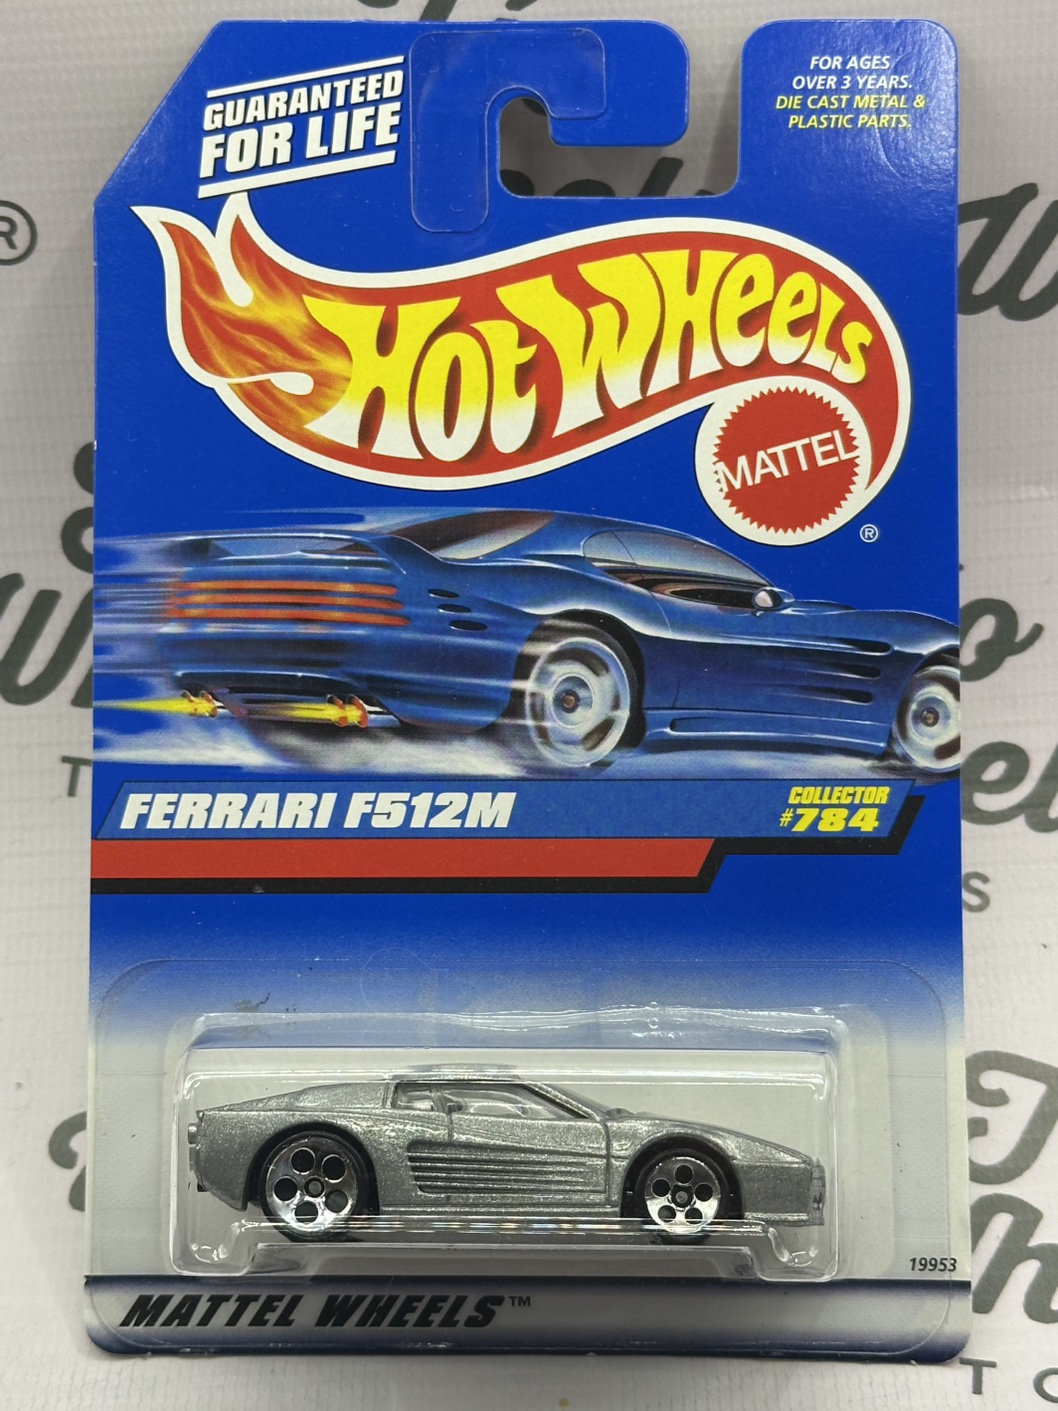 GUARANTEED
FOR LIFE
FOR AGES
OVER 3 YEARS.
DIE CAST METAL &
PLASTIC PARTS.
®
HOT WHEELS
MATTEL
®
FERRARI F512M
COLLECTOR
#784
19953
MATTEL WHEELS™